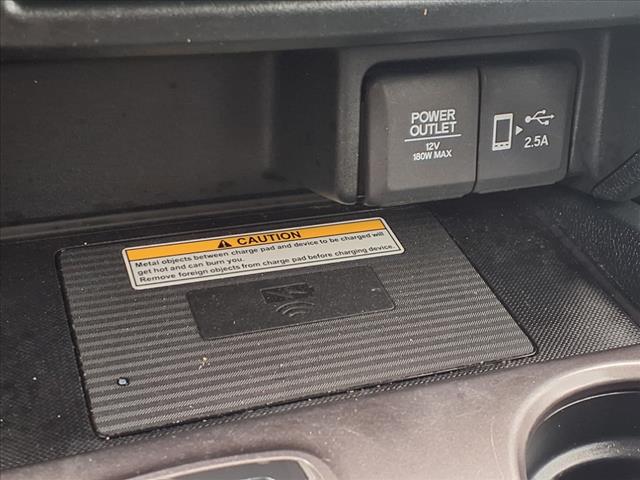 POWER
OUTLET
12V
180W MAX
2.5A
CAUTION
Metal objects between charge pad and device to be charged will
get hot and can burn you.
Remove foreign objects from charge pad before charging device.